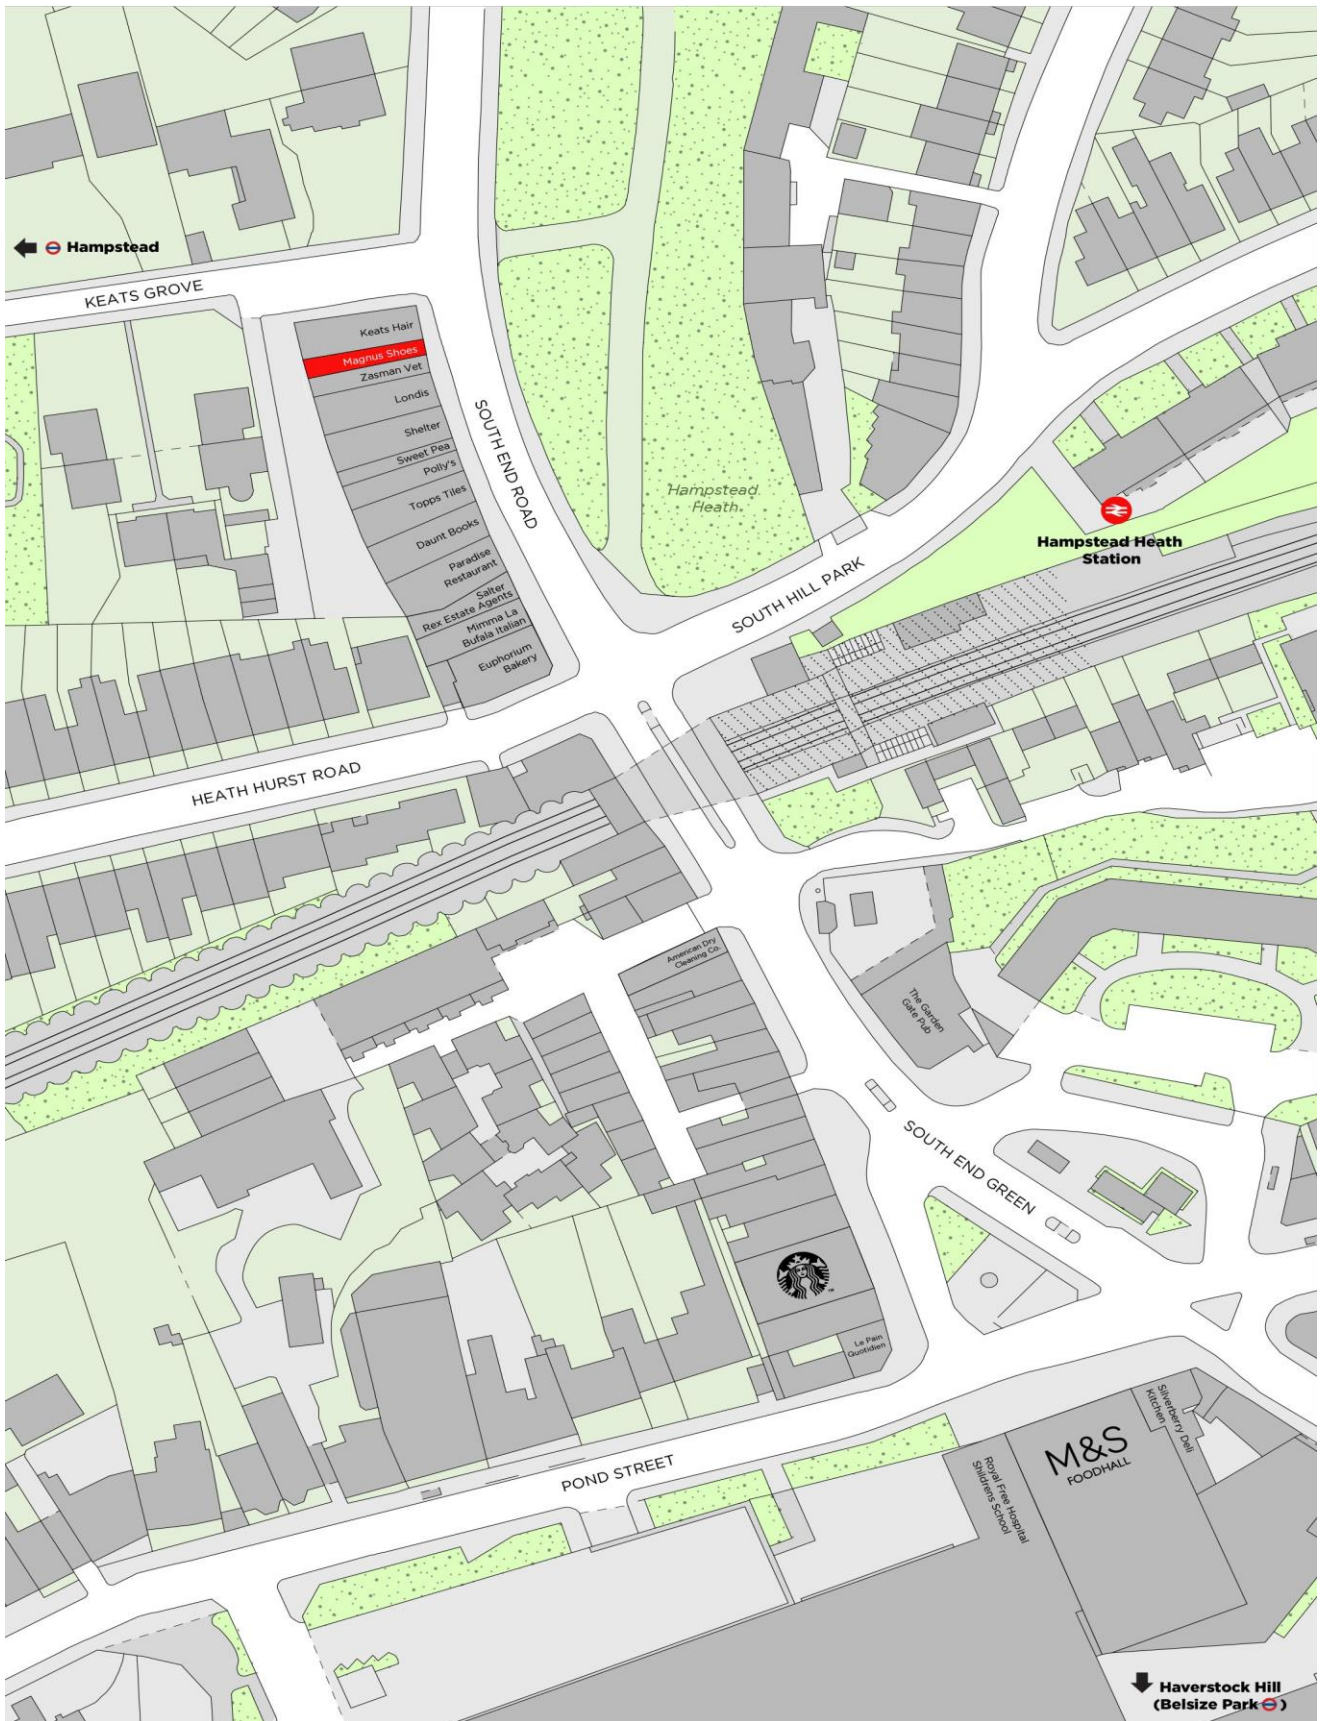 Hampstead
KEATS GROVE
Keats Hair
Magnus Shoes
Zasman Vet
Londis
Shelter
Sweet Pea
Polly's
Topps Tiles
Daunt Books
Paradise
Restaurant
Salter
Rex Estate Agents
Mimma La
Bufala Italian
Euphorium
Bakery
SOUTH END ROAD
Hampstead
Heath
SOUTH HILL PARK
Hampstead Heath
Station
HEATH HURST ROAD
American Dry
Cleaning Co.
The Garden
Gate Pub
SOUTH END GREEN
TM
Le Pain
Quotidien
POND STREET
Royal Free Hospital
Shildrens School
M&S
FOODHALL
Silverberry Deli
Kitchen
Haverstock Hill
(Belsize Park )